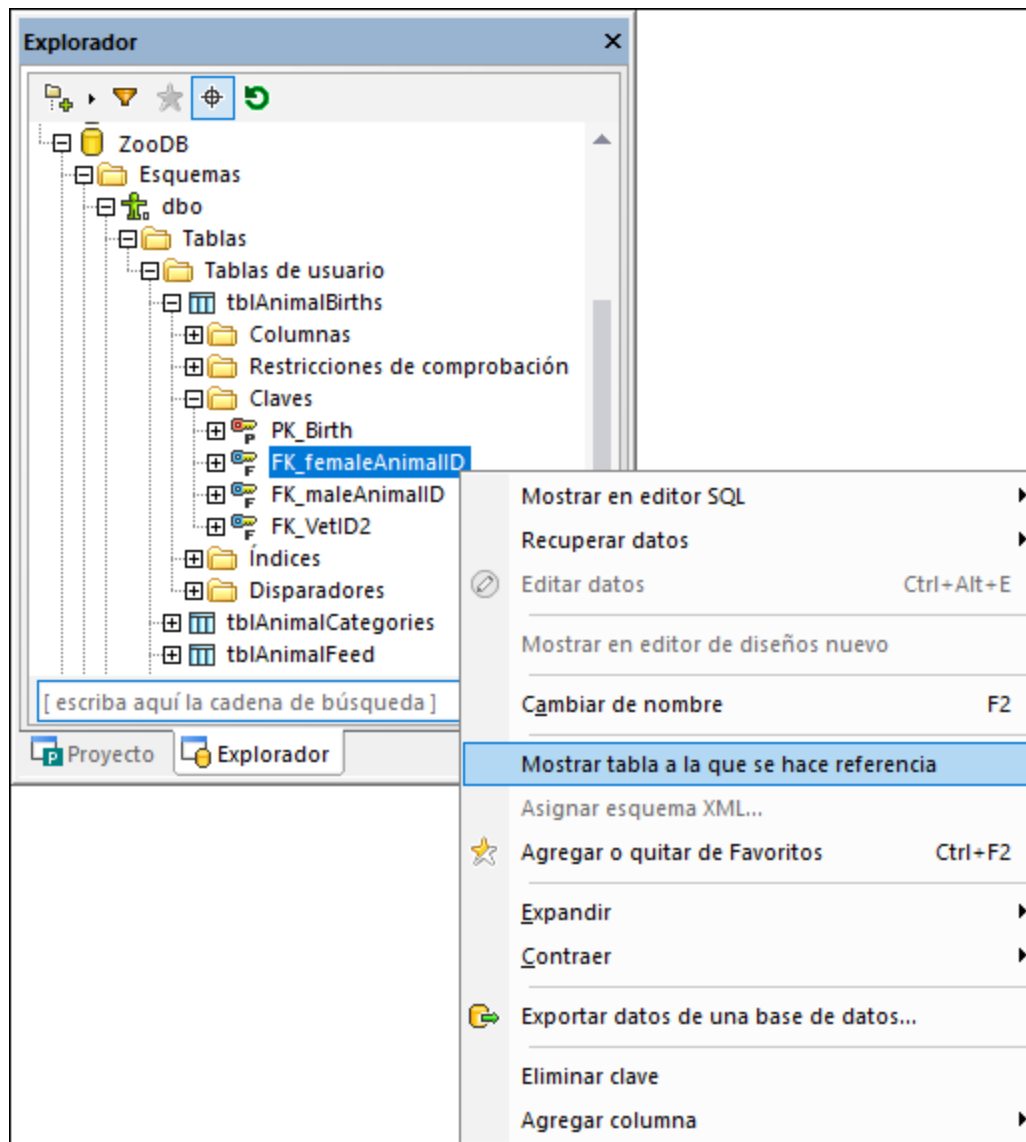 Explorador
ZooDB
Esquemas
dbo
Tablas
Tablas de usuario
tblAnimalBirths
Columnas
Restricciones de comprobación
Claves
PK_Birth
FK_femaleAnimalID
FK_maleAnimalID
FK_VetID2
Índices
Disparadores
tblAnimalCategories
tblAnimalFeed
[ escriba aquí la cadena de búsqueda ]
Proyecto Explorador
Mostrar en editor SQL
Recuperar datos
Editar datos Ctrl+Alt+E
Mostrar en editor de diseños nuevo
Cambiar de nombre F2
Mostrar tabla a la que se hace referencia
Asignar esquema XML...
Agregar o quitar de Favoritos Ctrl+F2
Expandir
Contraer
Exportar datos de una base de datos...
Eliminar clave
Agregar columna